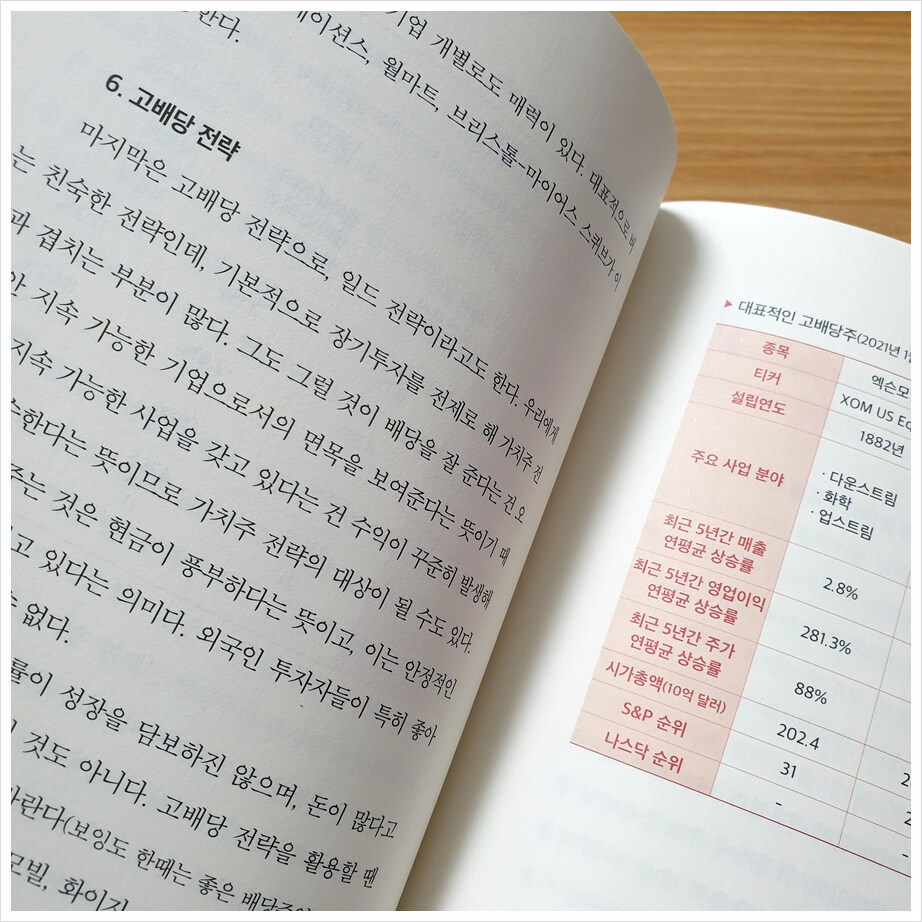 기업 개별로도 매력이 있다. 대표적으로 버
이션스, 월마트, 브리스톨-마이어스 스퀴브가 이
한다.
6. 고배당 전략
마지막은 고배당 전략으로, 일드 전략이라고도 한다. 우리에게
는 친숙한 전략인데, 기본적으로 장기투자를 전제로 해 가치주 전
과 겹치는 부분이 많다. 그도 그럴 것이 배당을 잘 준다는 건 오
지속 가능한 기업으로서의 면모를 보여준다는 뜻이기 때
지속 가능한 사업을 갖고 있다는 건 수익이 꾸준히 발생해
한다는 뜻이므로 가치주 전략의 대상이 될 수도 있다.
주는 것은 현금이 풍부하다는 뜻이고, 이는 안정적인
고 있다는 의미다. 외국인 투자자들이 특히 좋아
없다.
률이 성장을 담보하진 않으며, 돈이 많다고
것도 아니다. 고배당 전략을 활용할 땐
바란다(보잉도 한때는 좋은 배당주였
모빌, 화이자
▶ 대표적인 고배당주(2021년 1
종목 엑슨모
티커 XOM US Eq
설립연도 1882년
주요 사업 분야
· 다운스트림
· 화학
· 업스트림
최근 5년간 매출
연평균 상승률 2.8%
최근 5년간 영업이익
연평균 상승률 281.3%
최근 5년간 주가
연평균 상승률 88%
시가총액(10억 달러) 202.4
S&P 순위 31
나스닥 순위 -